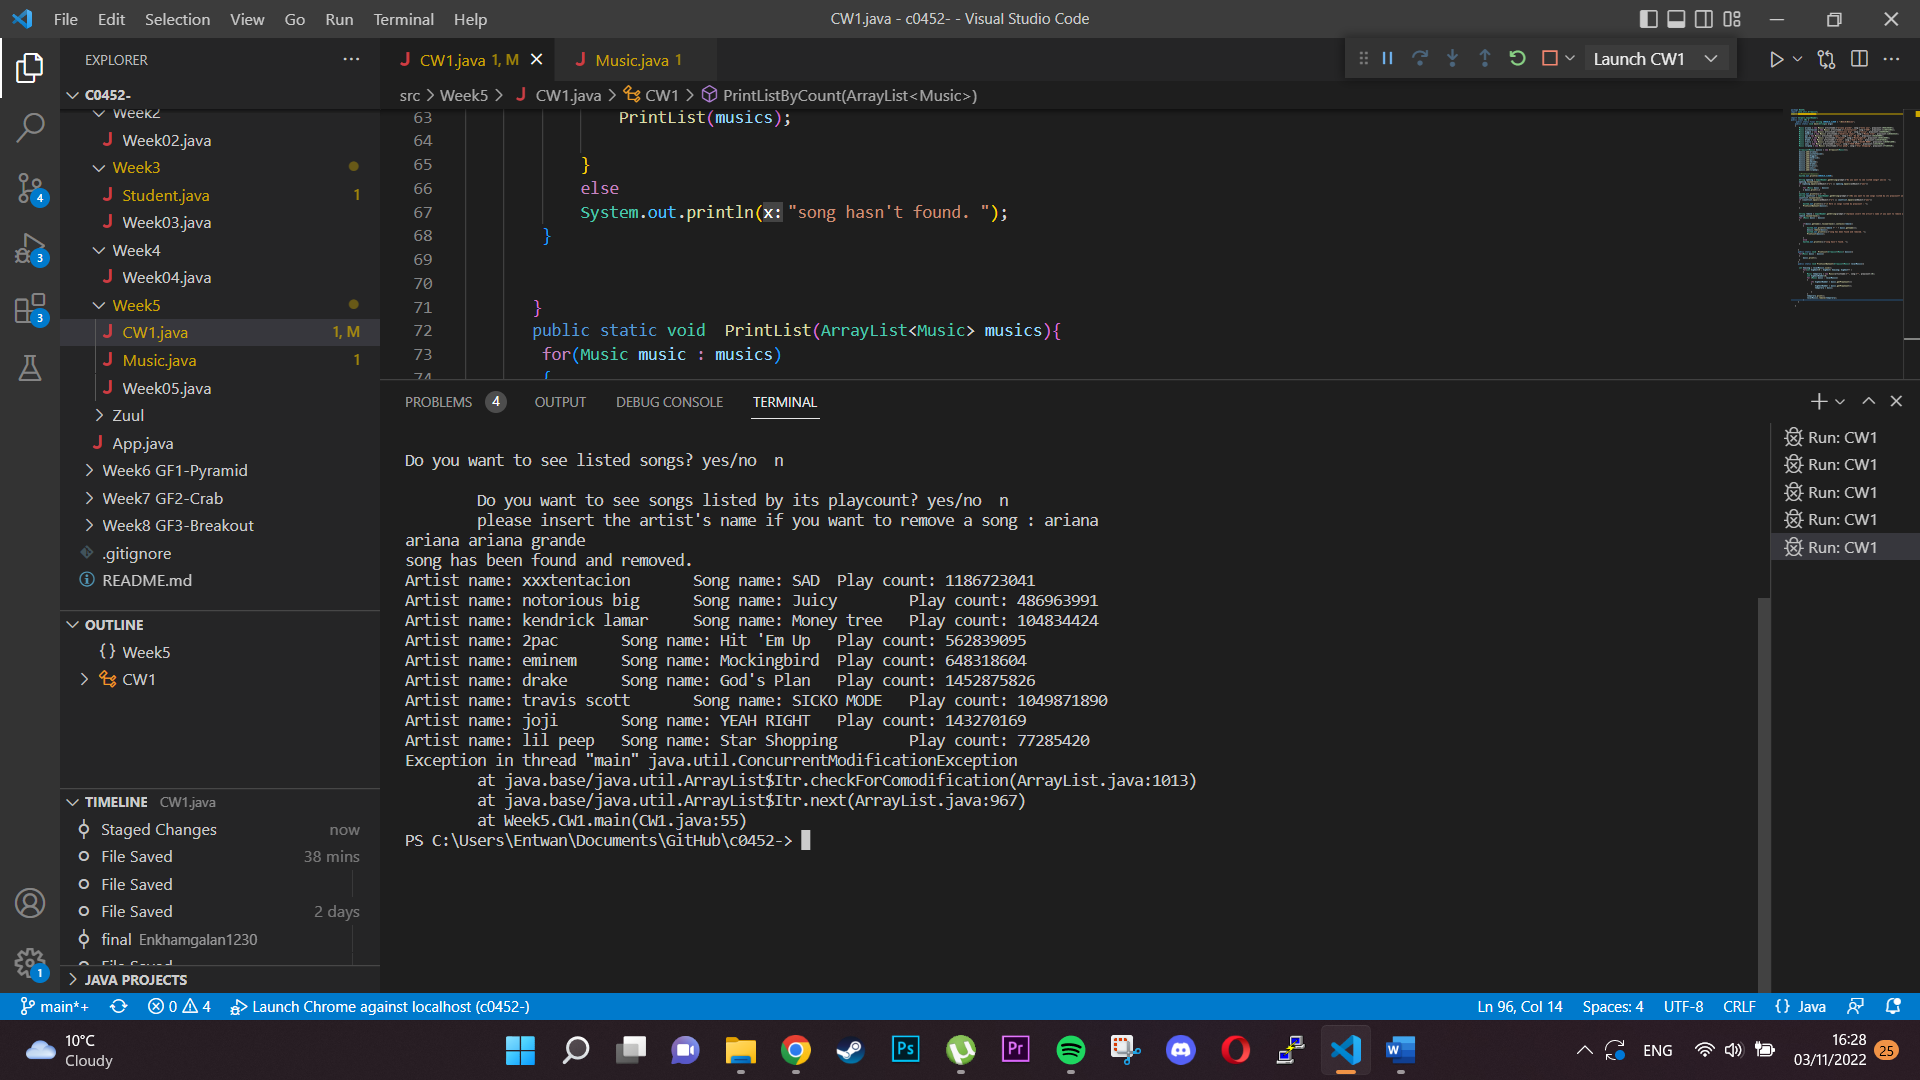 File Edit Selection View Go Run Terminal Help
CW1.java - c0452- - Visual Studio Code
EXPLORER
C0452-
Week2
Week02.java
Week3
Student.java 1
Week03.java
Week4
Week04.java
Week5
CW1.java 1, M
Music.java 1
Week05.java
Zuul
App.java
Week6 GF1-Pyramid
Week7 GF2-Crab
Week8 GF3-Breakout
.gitignore
README.md
OUTLINE
{} Week5
CW1
TIMELINE CW1.java
Staged Changes now
File Saved 38 mins
File Saved
File Saved 2 days
final Enkhamgalan1230
File Saved
JAVA PROJECTS
4
3
3
1
CW1.java 1, M
Music.java 1
Launch CW1
src > Week5 > CW1.java > CW1 > PrintListByCount(ArrayList<Music>)
63 PrintList(musics);
64
65 }
66 else
67 System.out.println(x: "song hasn't found. ");
68 }
69
70
71 }
72 public static void PrintList(ArrayList<Music> musics){
73 for(Music music : musics)
74 {
PROBLEMS 4 OUTPUT DEBUG CONSOLE TERMINAL
Do you want to see listed songs? yes/no n
Do you want to see songs listed by its playcount? yes/no n
please insert the artist's name if you want to remove a song : ariana
ariana ariana grande
song has been found and removed.
Artist name: xxxtentacion Song name: SAD Play count: 1186723041
Artist name: notorious big Song name: Juicy Play count: 486963991
Artist name: kendrick lamar Song name: Money tree Play count: 104834424
Artist name: 2pac Song name: Hit 'Em Up Play count: 562839095
Artist name: eminem Song name: Mockingbird Play count: 648318604
Artist name: drake Song name: God's Plan Play count: 1452875826
Artist name: travis scott Song name: SICKO MODE Play count: 1049871890
Artist name: joji Song name: YEAH RIGHT Play count: 143270169
Artist name: lil peep Song name: Star Shopping Play count: 77285420
Exception in thread "main" java.util.ConcurrentModificationException
at java.base/java.util.ArrayList$Itr.checkForComodification(ArrayList.java:1013)
at java.base/java.util.ArrayList$Itr.next(ArrayList.java:967)
at Week5.CW1.main(CW1.java:55)
PS C:\Users\Entwan\Documents\GitHub\c0452->
Run: CW1
Run: CW1
Run: CW1
Run: CW1
Run: CW1
main*+ 0 4 Launch Chrome against localhost (c0452-)
Ln 96, Col 14 Spaces: 4 UTF-8 CRLF {} Java
10°C
Cloudy
Ps
Pr
W
ENG
16:28
03/11/2022
25